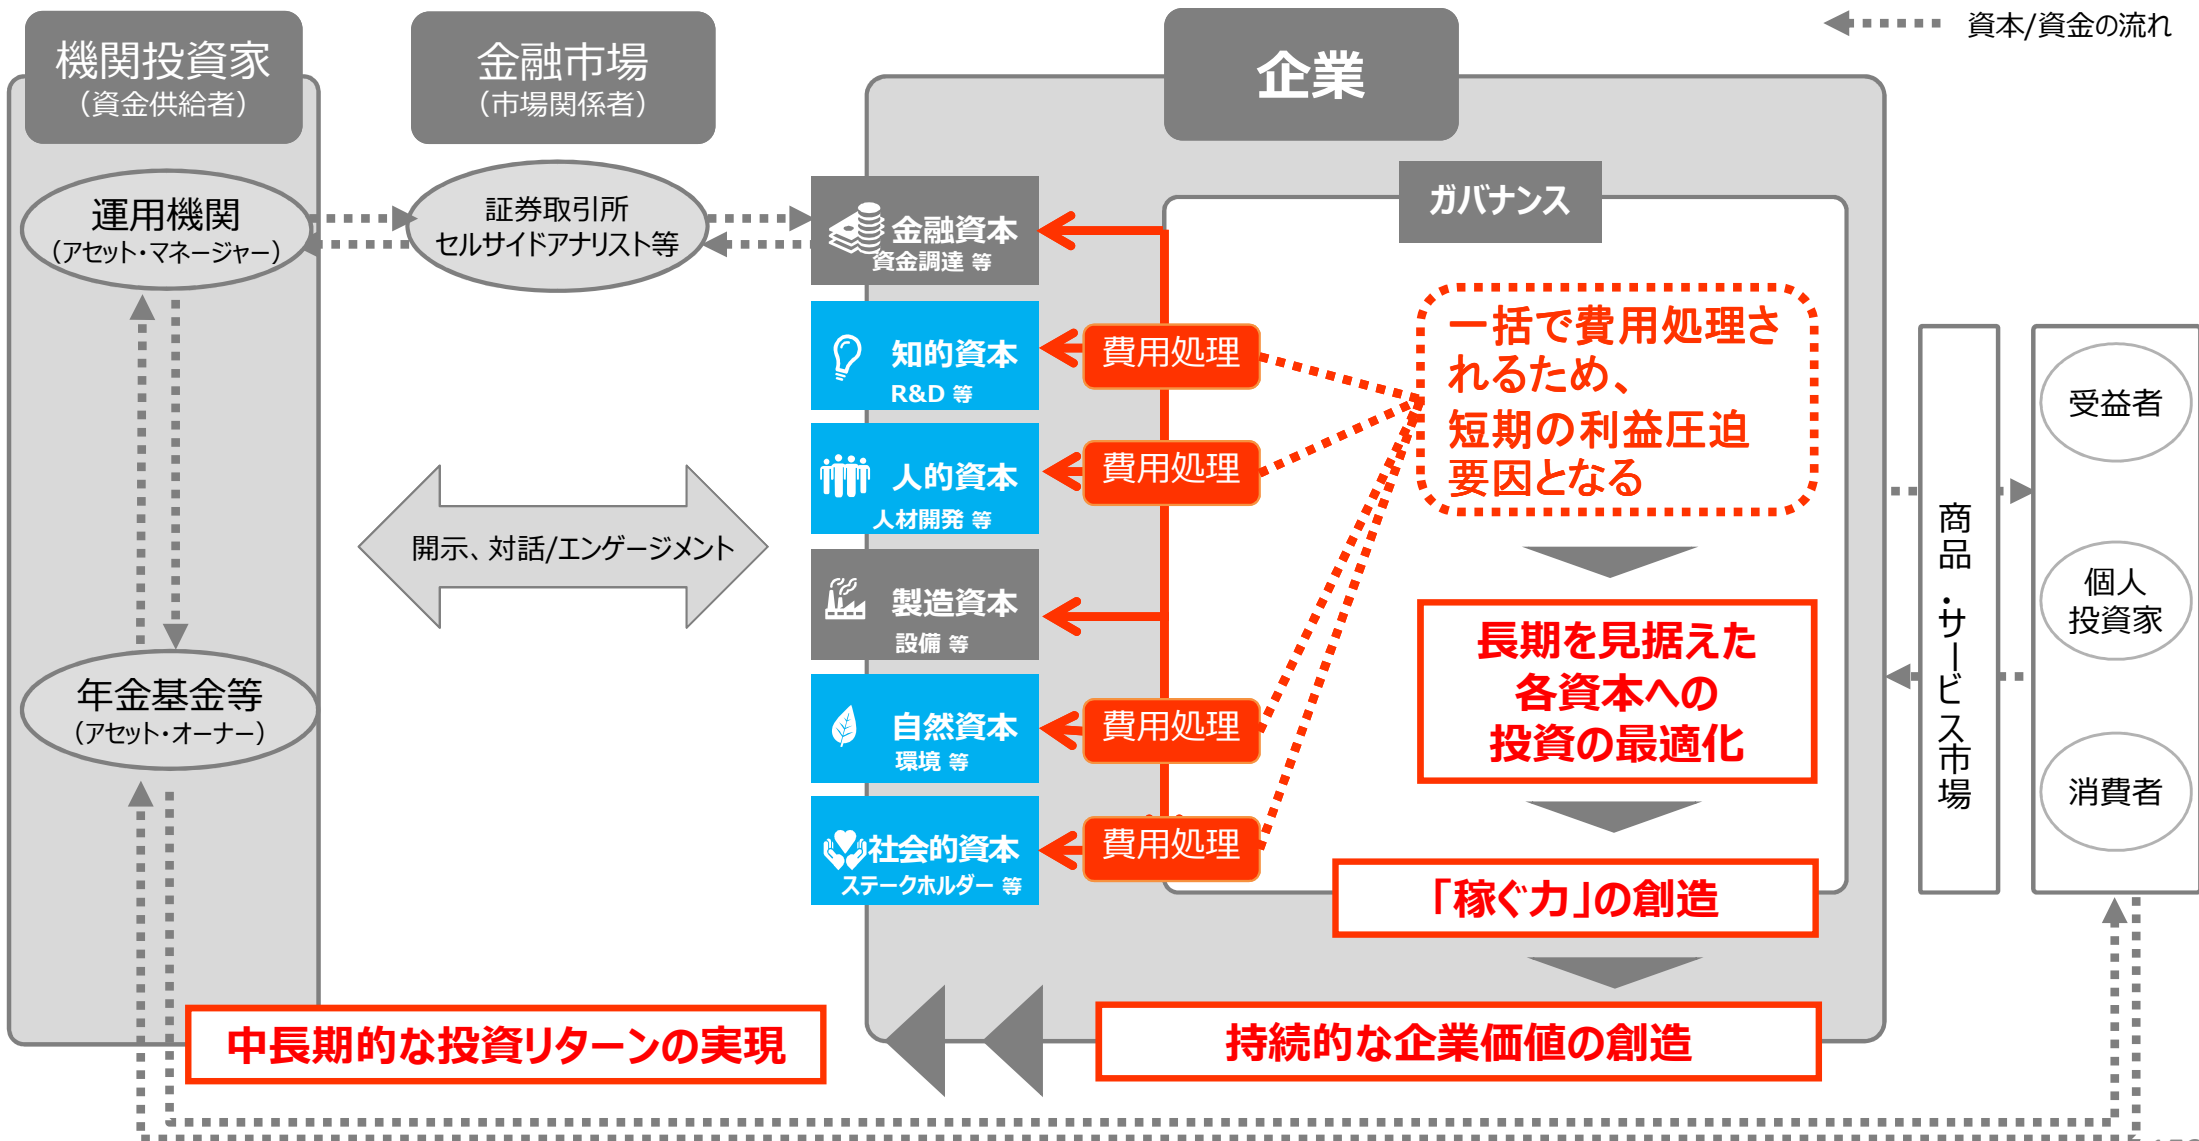 機関投資家
（資金供給者）
金融市場
（市場関係者）
企業
資本/資金の流れ
運用機関
（アセット・マネージャー）
証券取引所
セルサイドアナリスト等
年金基金等
（アセット・オーナー）
開示、対話/エンゲージメント
金融資本
資金調達 等
知的資本
R&D 等
人的資本
人材開発 等
製造資本
設備 等
自然資本
環境 等
社会的資本
ステークホルダー 等
費用処理
費用処理
費用処理
費用処理
ガバナンス
一括で費用処理さ
れるため、
短期の利益圧迫
要因となる
長期を見据えた
各資本への
投資の最適化
「稼ぐ力」の創造
持続的な企業価値の創造
中長期的な投資リターンの実現
商品・サービス市場
受益者
個人
投資家
消費者